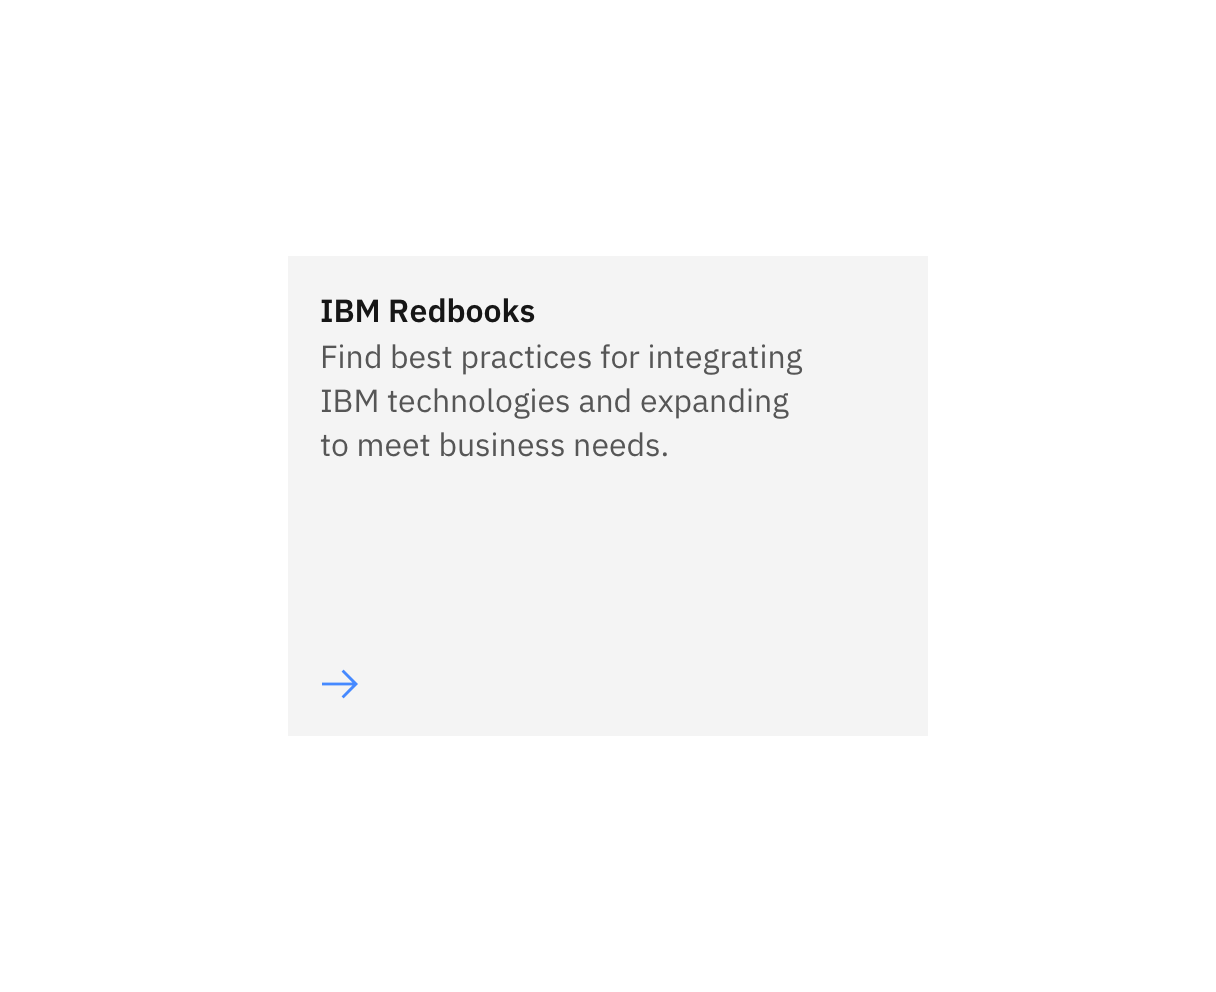 IBM Redbooks
Find best practices for integrating
IBM technologies and expanding
to meet business needs.